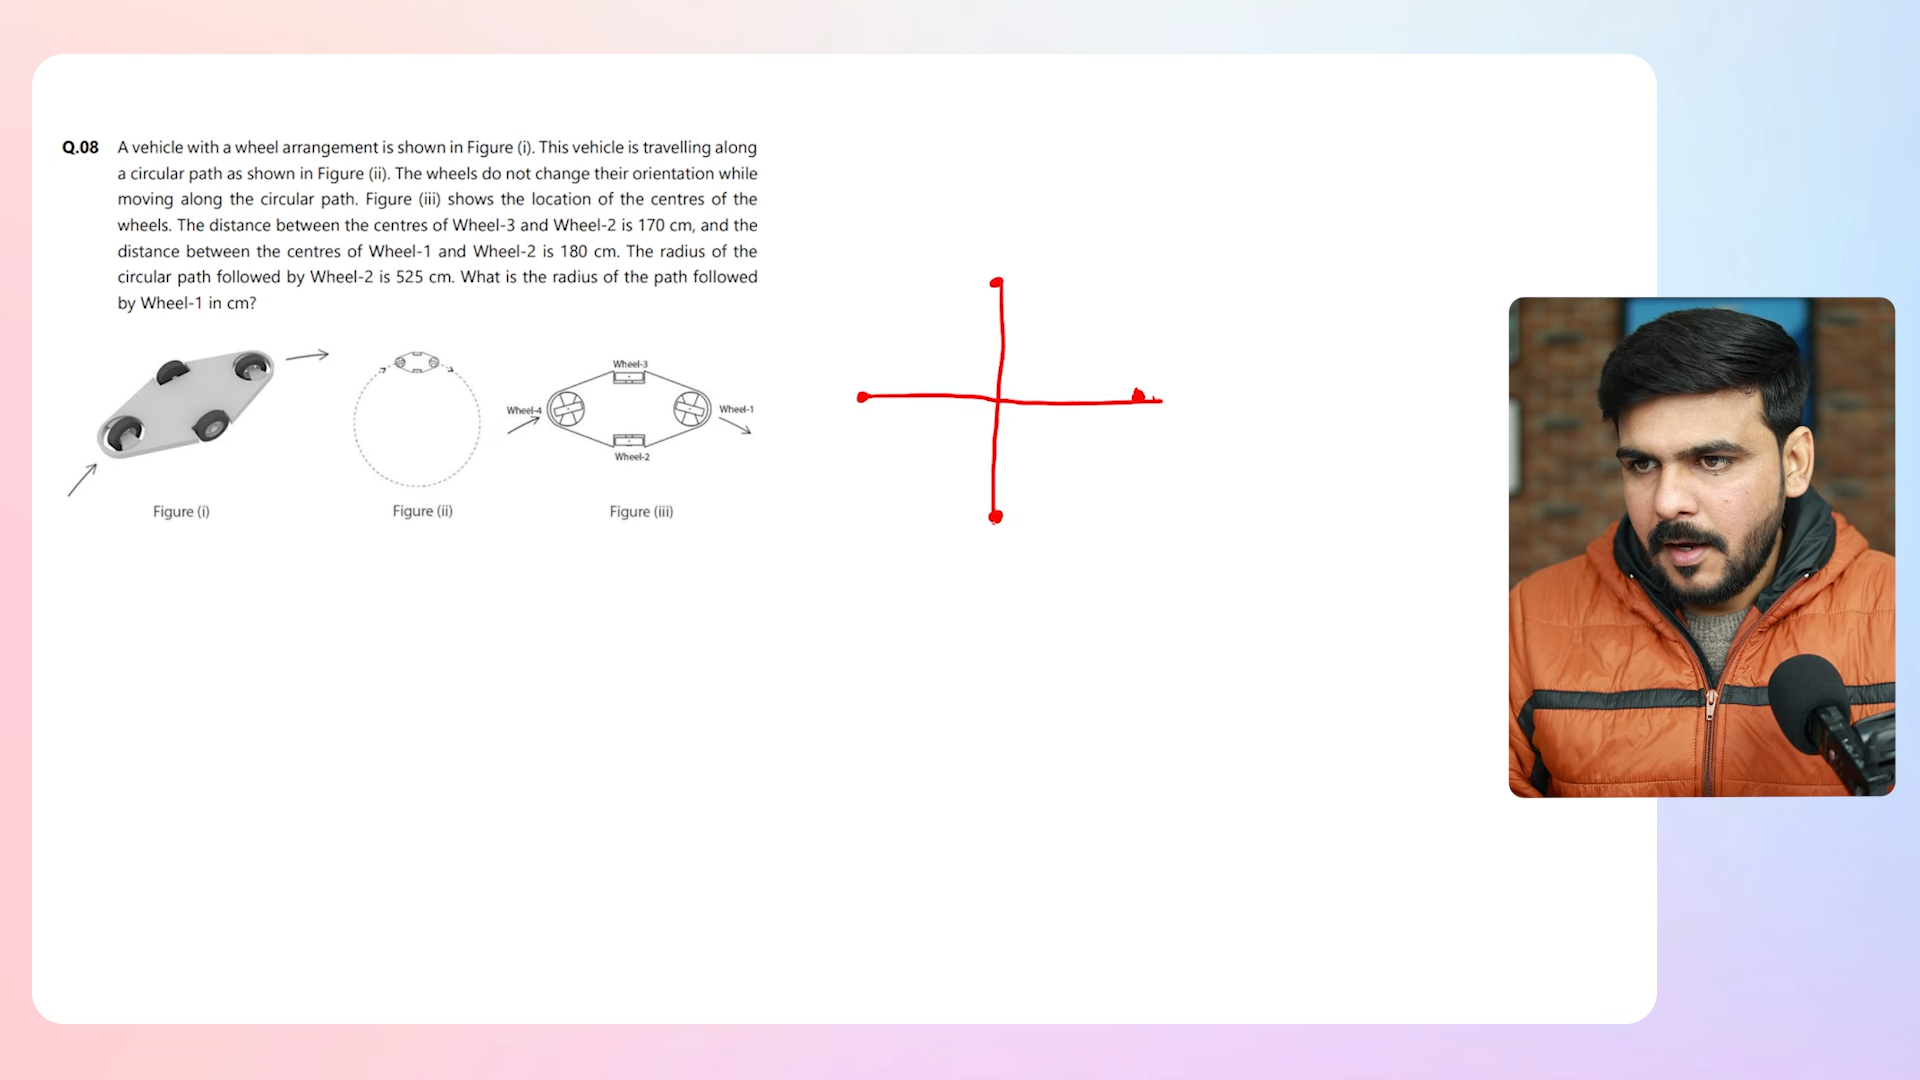 Q.08 A vehicle with a wheel arrangement is shown in Figure (i). This vehicle is travelling along
a circular path as shown in Figure (ii). The wheels do not change their orientation while
moving along the circular path. Figure (iii) shows the location of the centres of the
wheels. The distance between the centres of Wheel-3 and Wheel-2 is 170 cm, and the
distance between the centres of Wheel-1 and Wheel-2 is 180 cm. The radius of the
circular path followed by Wheel-2 is 525 cm. What is the radius of the path followed
by Wheel-1 in cm?
Wheel-3
Wheel-4
Wheel-1
Wheel-2
Figure (i)
Figure (ii)
Figure (iii)